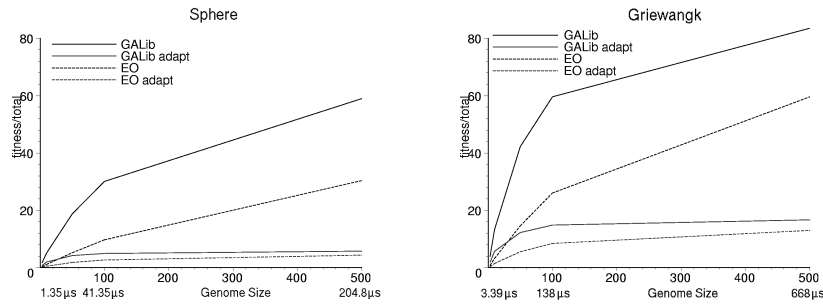 Sphere
80
60
40
20
0
fitness/total
GALib
GALib adapt
EO
EO adapt
100 200 300 400 500
1.35µs 41.35µs Genome Size 204.8µs
Griewangk
80
60
40
20
0
fitness/total
GALib
GALib adapt
EO
EO adapt
100 200 300 400 500
3.39µs 138µs Genome Size 668µs